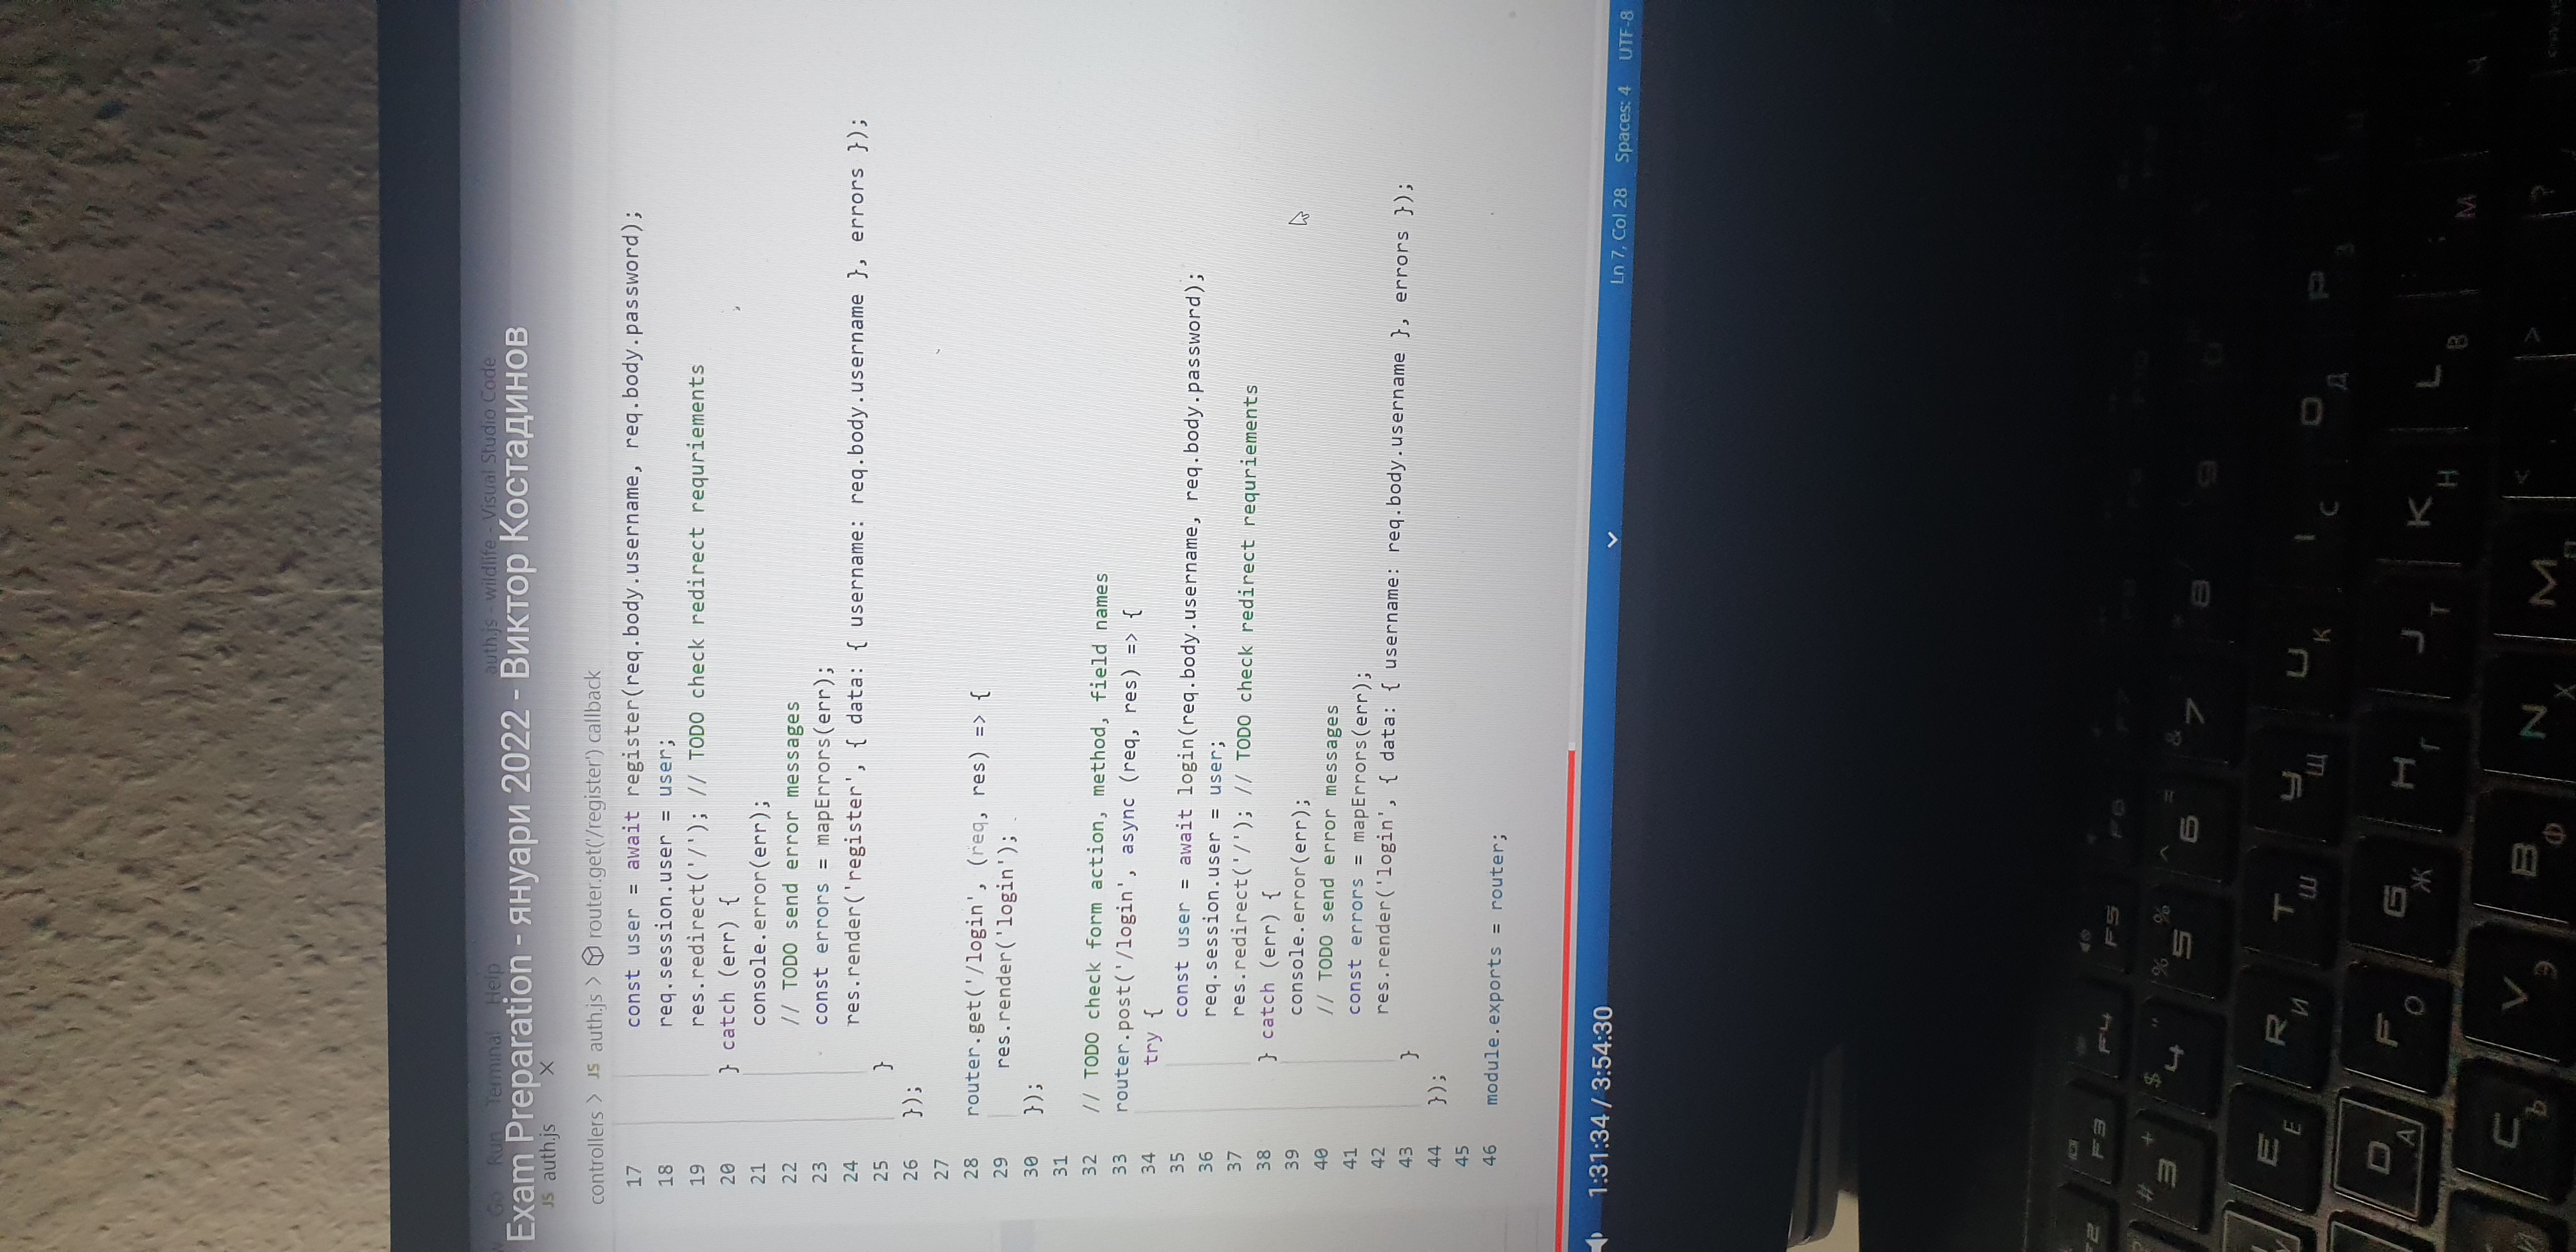 Go Run Terminal Help
auth.js - wildlife - Visual Studio Code
Exam Preparation - януари 2022 - Виктор Костадинов
JS auth.js ×
controllers > JS auth.js > router.get('/register') callback
17 const user = await register(req.body.username, req.body.password);
18 req.session.user = user;
19 res.redirect('/'); // TODO check redirect requriements
20 } catch (err) {
21 console.error(err);
22 // TODO send error messages
23 const errors = mapErrors(err);
24 res.render('register', { data: { username: req.body.username }, errors });
25 }
26 });
27
28 router.get('/login', (req, res) => {
29 res.render('login');
30 });
31
32 // TODO check form action, method, field names
33 router.post('/login', async (req, res) => {
34 try {
35 const user = await login(req.body.username, req.body.password);
36 req.session.user = user;
37 res.redirect('/'); // TODO check redirect requriements
38 } catch (err) {
39 console.error(err);
40 // TODO send error messages
41 const errors = mapErrors(err);
42 res.render('login', { data: { username: req.body.username }, errors });
43 }
44 });
45
46 module.exports = router;
1:31:34 / 3:54:30
Ln 7, Col 28 Spaces: 4 UTF-8
F3 F4 F5 F6 F7
# + 3 $ " 4 % % 5 ^ = 6 & 7 8 9
E Е R И T Ш Y Щ U К I С O Д P З
D А F О G Ж H Г J Т K Н L В М
C Ъ V Э B Ф N Х M П < > ?